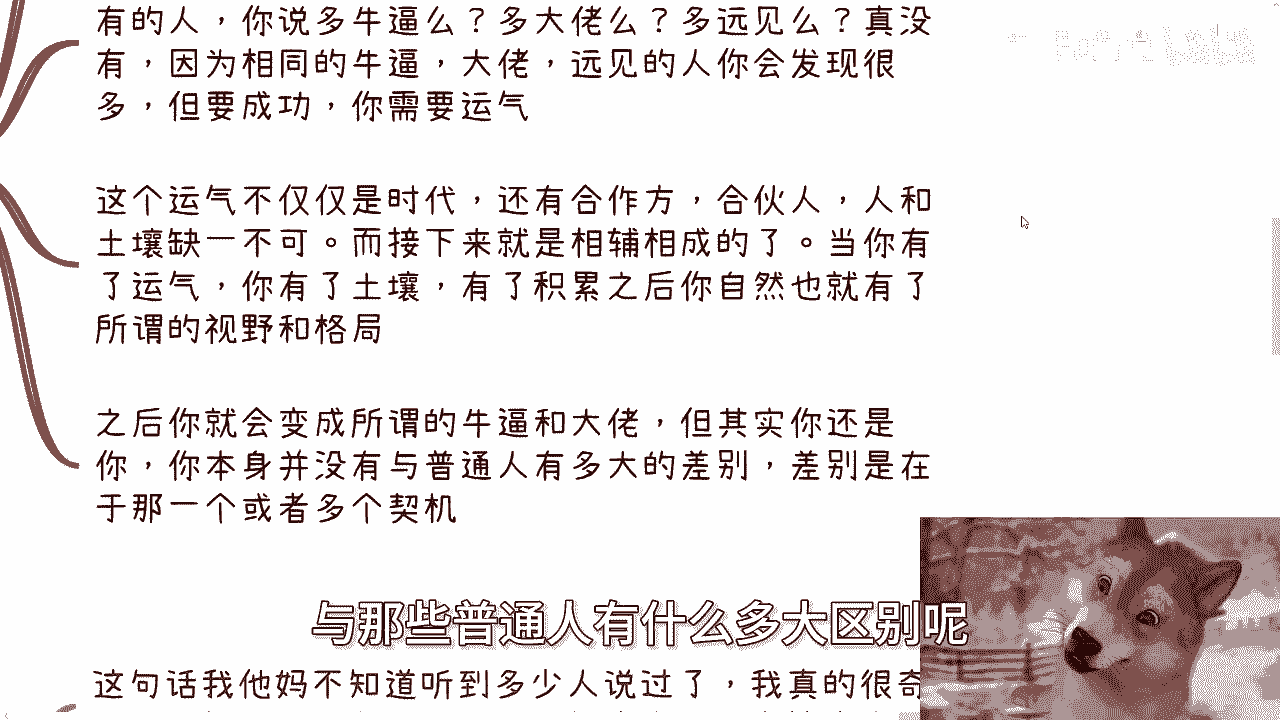 有的人，你说多牛逼么？多大佬么？多远见么？真没
有，因为相同的牛逼，大佬，远见的人你会发现很
多，但要成功，你需要运气
这个运气不仅仅是时代，还有合作方，合伙人，人和
土壤缺一不可。而接下来就是相辅相成的了。当你有
了运气，你有了土壤，有了积累之后你自然也就有了
所谓的视野和格局
之后你就会变成所谓的牛逼和大佬，但其实你还是
你，你本身并没有与普通人有多大的差别，差别是在
于那一个或者多个契机
与那些普通人有什么多大区别呢
这句话我他妈不知道听到多少人说过了，我真的很奇